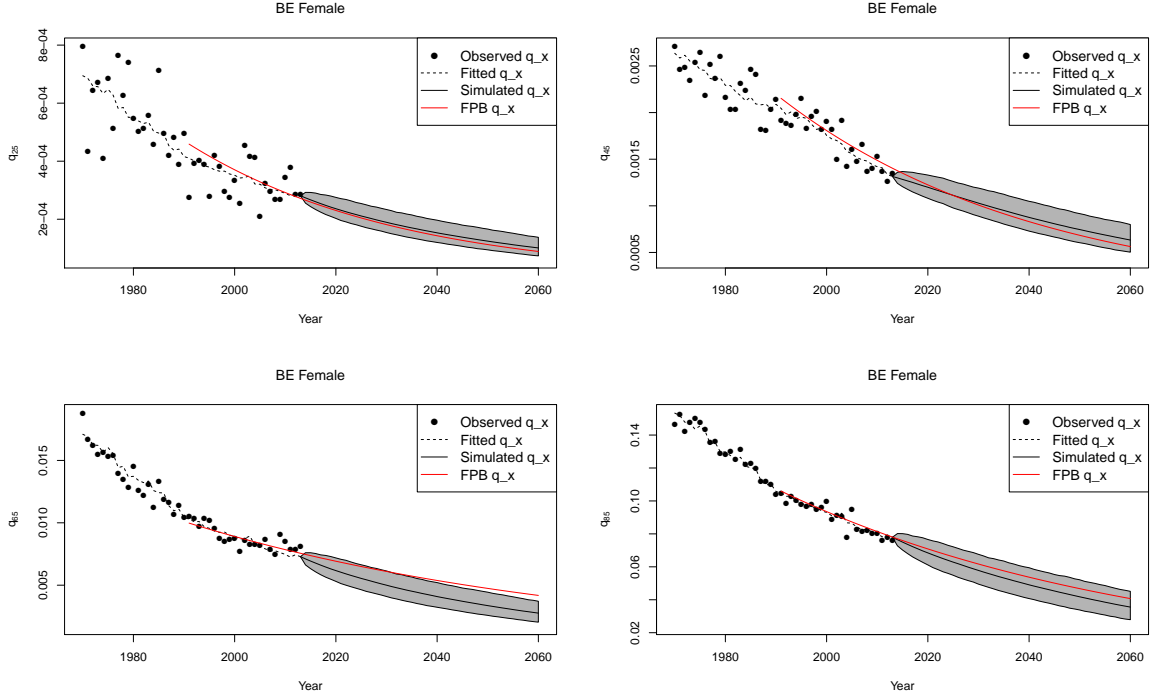 BE Female
q25
8e−04
6e−04
4e−04
2e−04
Observed q_x
Fitted q_x
Simulated q_x
FPB q_x
1980 2000 2020 2040 2060
Year
BE Female
q45
0.0025
0.0015
0.0005
Observed q_x
Fitted q_x
Simulated q_x
FPB q_x
1980 2000 2020 2040 2060
Year
BE Female
q65
0.015
0.010
0.005
Observed q_x
Fitted q_x
Simulated q_x
FPB q_x
1980 2000 2020 2040 2060
Year
BE Female
q85
0.14
0.10
0.06
0.02
Observed q_x
Fitted q_x
Simulated q_x
FPB q_x
1980 2000 2020 2040 2060
Year